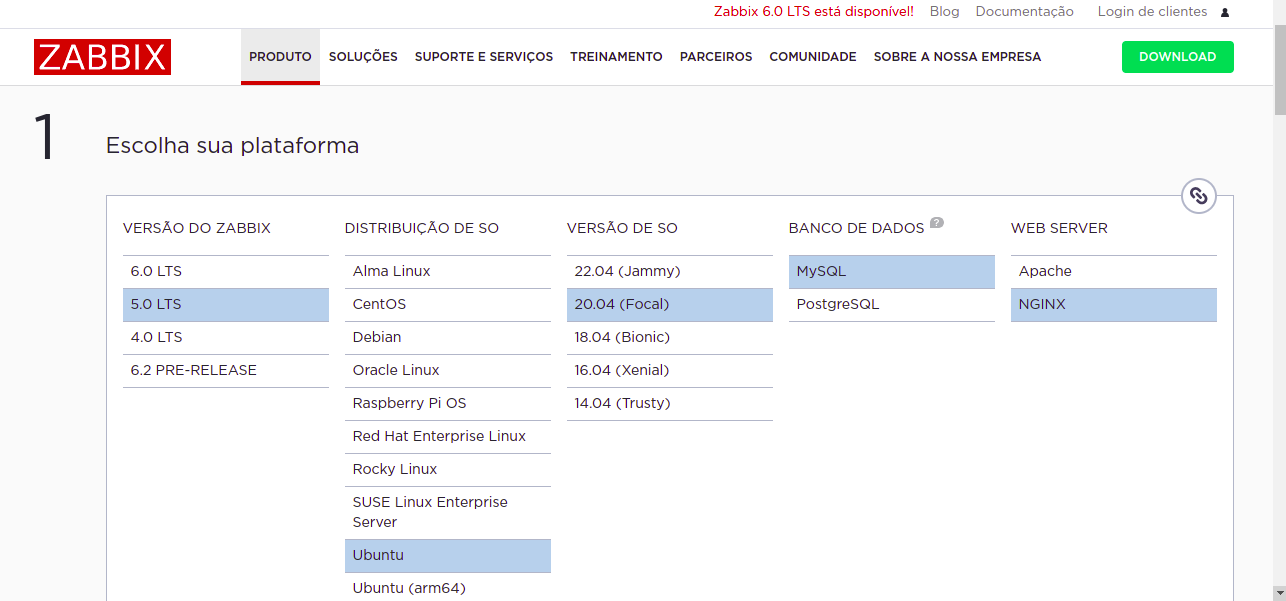 Zabbix 6.0 LTS está disponível! Blog Documentação Login de clientes
ZABBIX PRODUTO SOLUÇÕES SUPORTE E SERVIÇOS TREINAMENTO PARCEIROS COMUNIDADE SOBRE A NOSSA EMPRESA DOWNLOAD
1 Escolha sua plataforma
VERSÃO DO ZABBIX
6.0 LTS
5.0 LTS
4.0 LTS
6.2 PRE-RELEASE
DISTRIBUIÇÃO DE SO
Alma Linux
CentOS
Debian
Oracle Linux
Raspberry Pi OS
Red Hat Enterprise Linux
Rocky Linux
SUSE Linux Enterprise
Server
Ubuntu
Ubuntu (arm64)
VERSÃO DE SO
22.04 (Jammy)
20.04 (Focal)
18.04 (Bionic)
16.04 (Xenial)
14.04 (Trusty)
BANCO DE DADOS ?
MySQL
PostgreSQL
WEB SERVER
Apache
NGINX